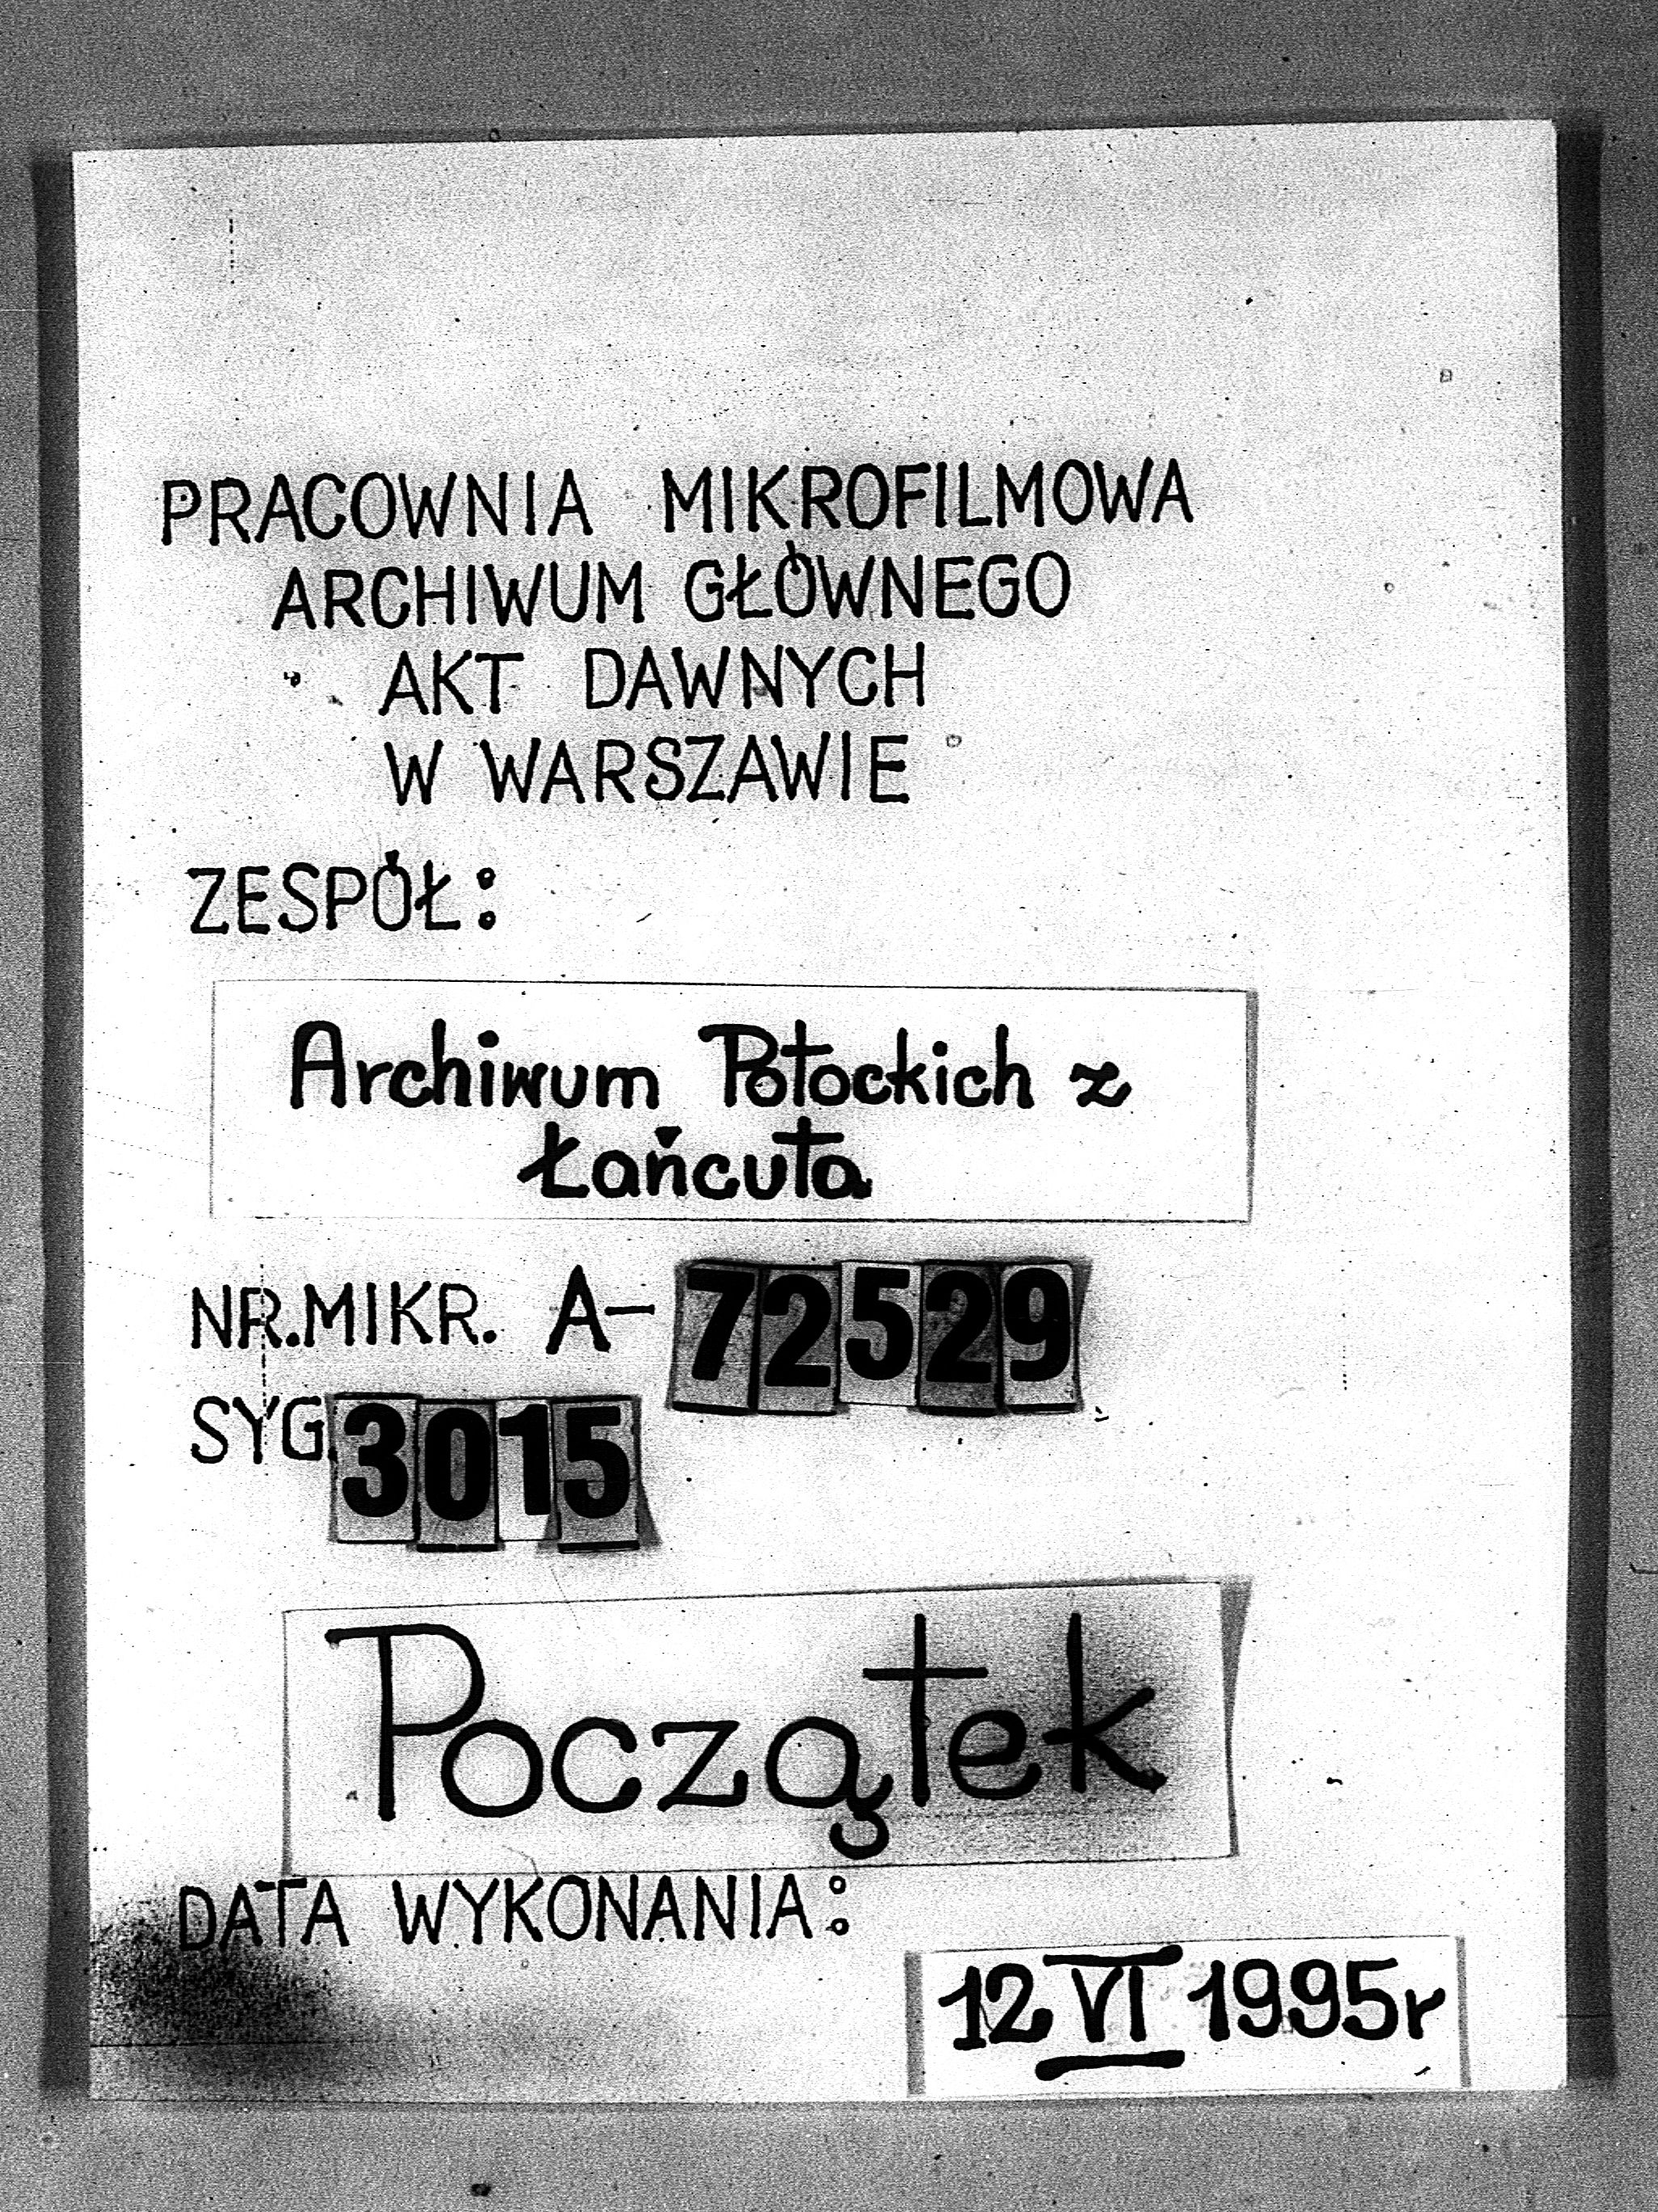 PRACOWNIA MIKROFILMOWA
ARCHIWUM GŁÓWNEGO
AKT DAWNYCH
W WARSZAWIE
ZESPÓŁ:
Archiwum Potockich z
Łańcuta
NR.MIKR. A-72529
SYG.3015
Początek
DATA WYKONANIA:
12 VI 1995r